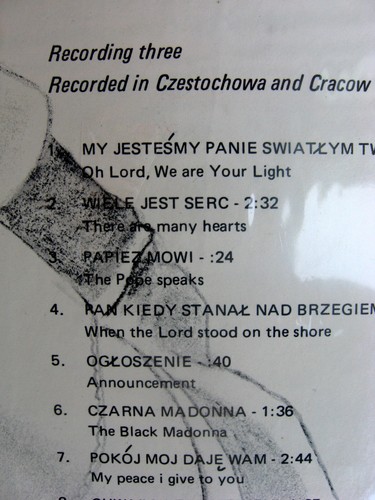 Recording three
Recorded in Czestochowa and Cracow
1. MY JESTEŚMY PANIE SWIATŁYM
Oh Lord, We are Your Light
2. WIELE JEST SERC - 2:32
There are many hearts
3. PAPIEZ MOWI - :24
The Pope speaks
4. PAN KIEDY STANAŁ NAD BRZEGIEM
When the Lord stood on the shore
5. OGŁOSZENIE - :40
Announcement
6. CZARNA MADONNA - 1:36
The Black Madonna
7. POKÓJ MOJ DAJĘ WAM - 2:44
My peace i give to you